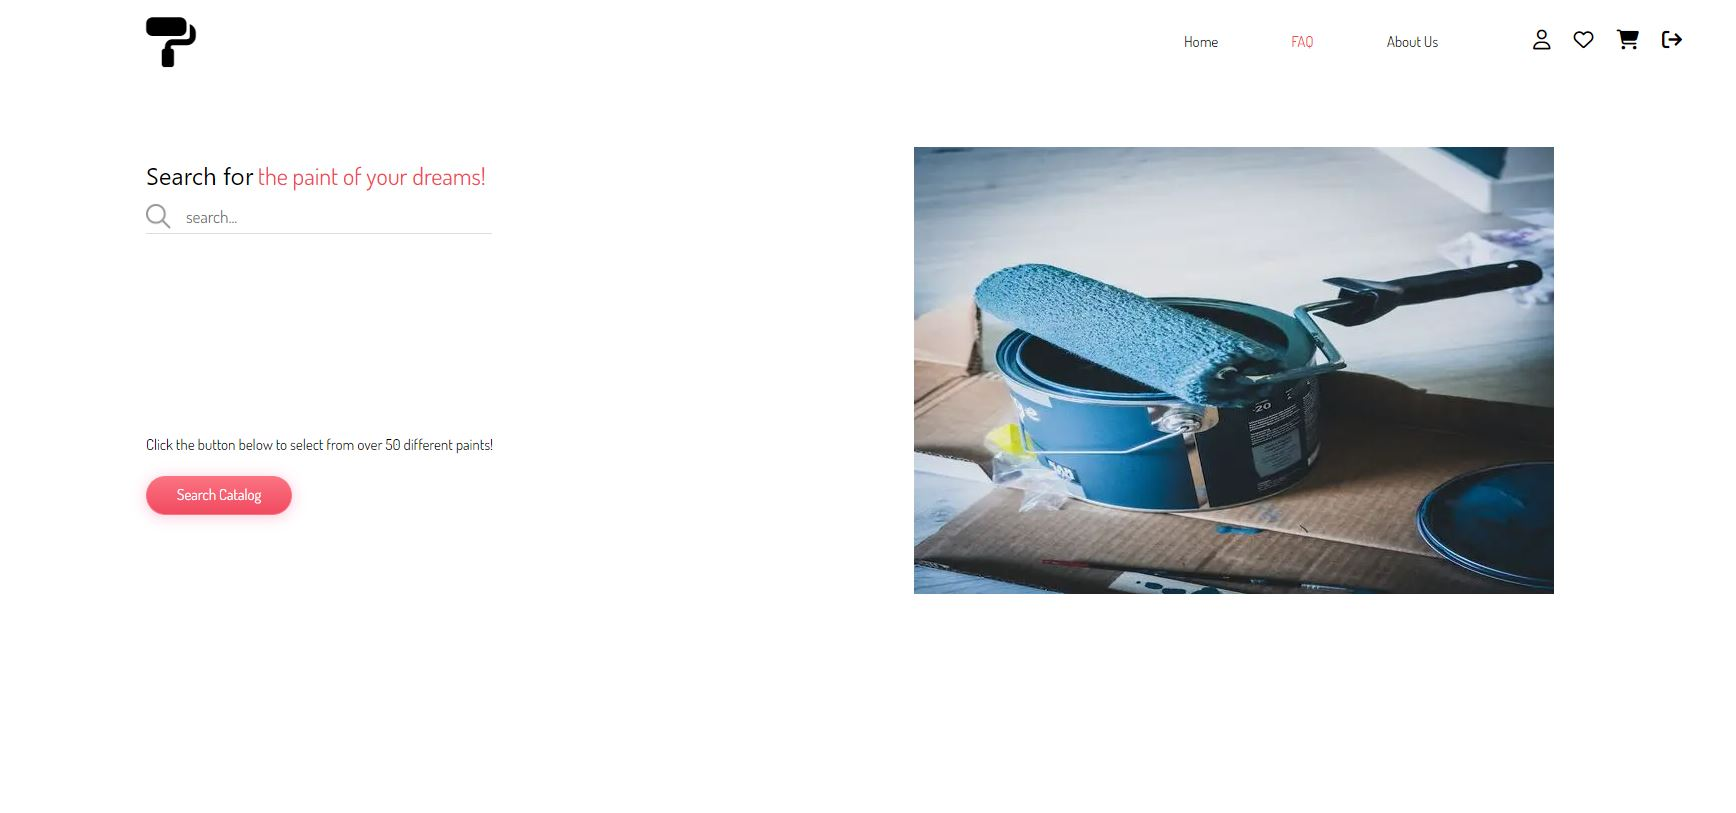 Home FAQ About Us
Search for the paint of your dreams!
search...
Click the button below to select from over 50 different paints!
Search Catalog
-20